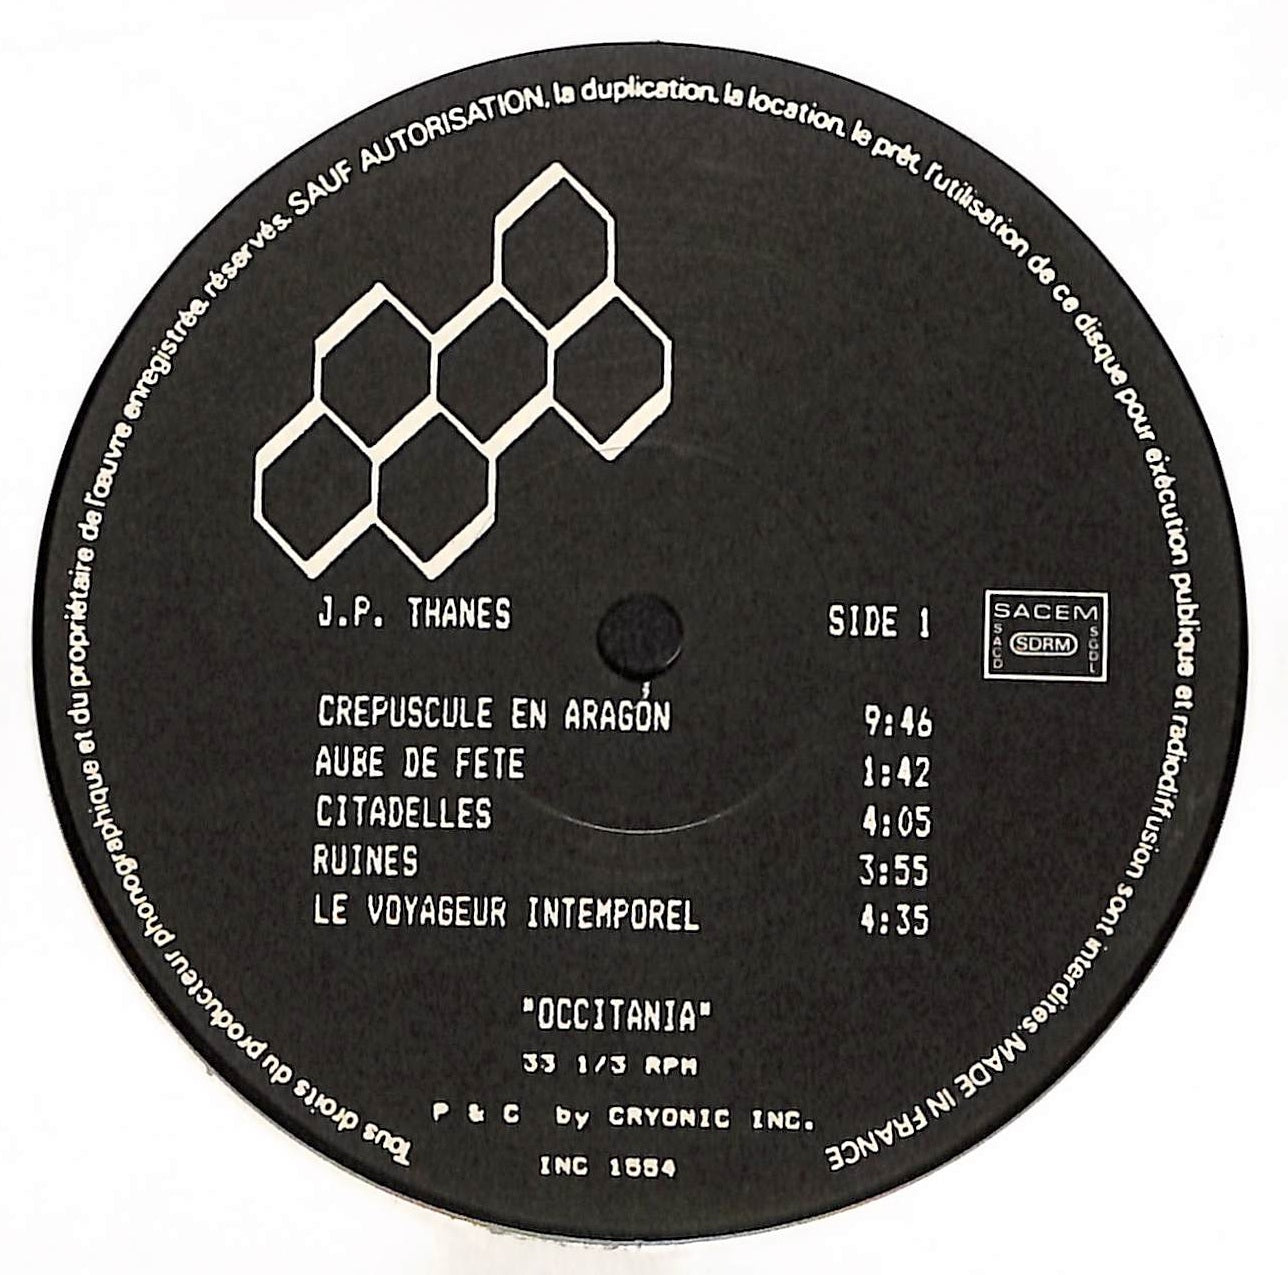 Tous droits du producteur phonographique et du propriétaire de l'œuvre enregistrée, réservés. SAUF AUTORISATION, la duplication, la location, le prêt, l'utilisation de ce disque pour exécution publique et radiodiffusion sont interdites. MADE IN FRANCE
J.P. THANES
SIDE 1
SACEM
SACD
SDRM
SGDL
CREPUSCULE EN ARAGÓN 9:46
AUBE DE FETE 1:42
CITADELLES 4:05
RUINES 3:55
LE VOYAGEUR INTEMPOREL 4:35
"OCCITANIA"
33 1/3 RPM
P & C by CRYONIC INC.
INC 1554